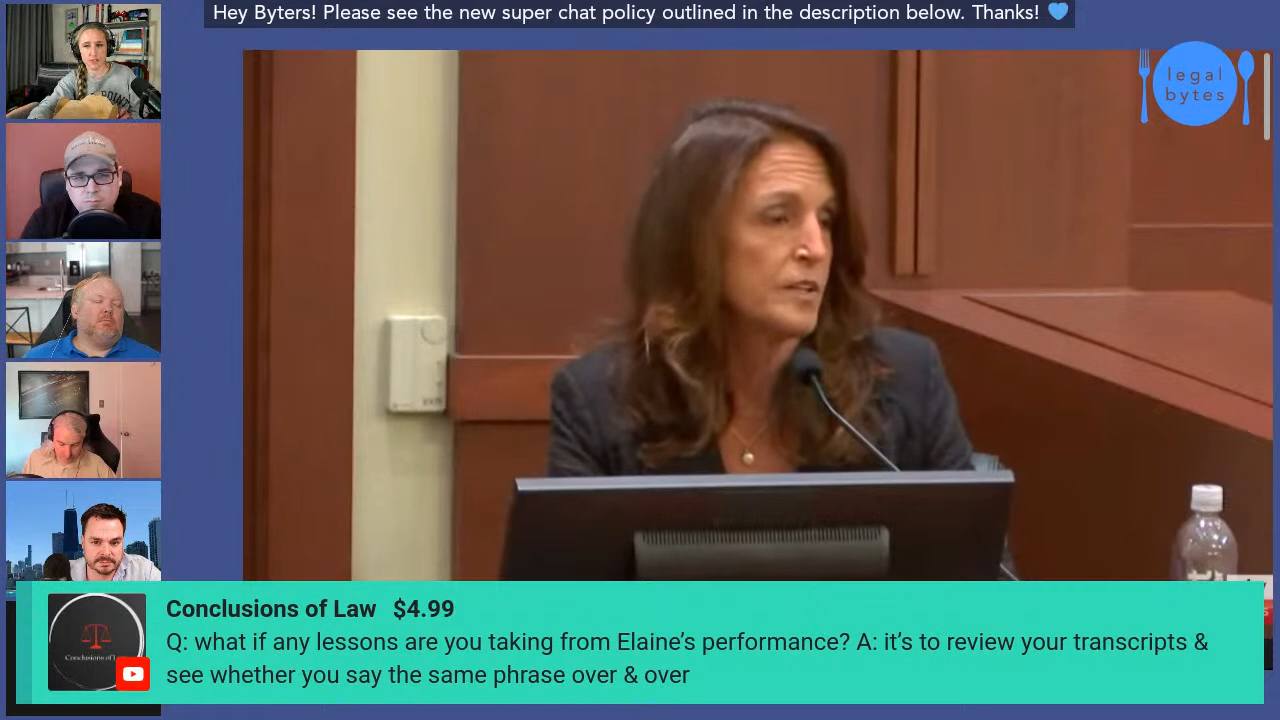 Hey Byters! Please see the new super chat policy outlined in the description below. Thanks! 💙
legal
bytes
Conclusions of Law $4.99
Q: what if any lessons are you taking from Elaine’s performance? A: it’s to review your transcripts &
see whether you say the same phrase over & over